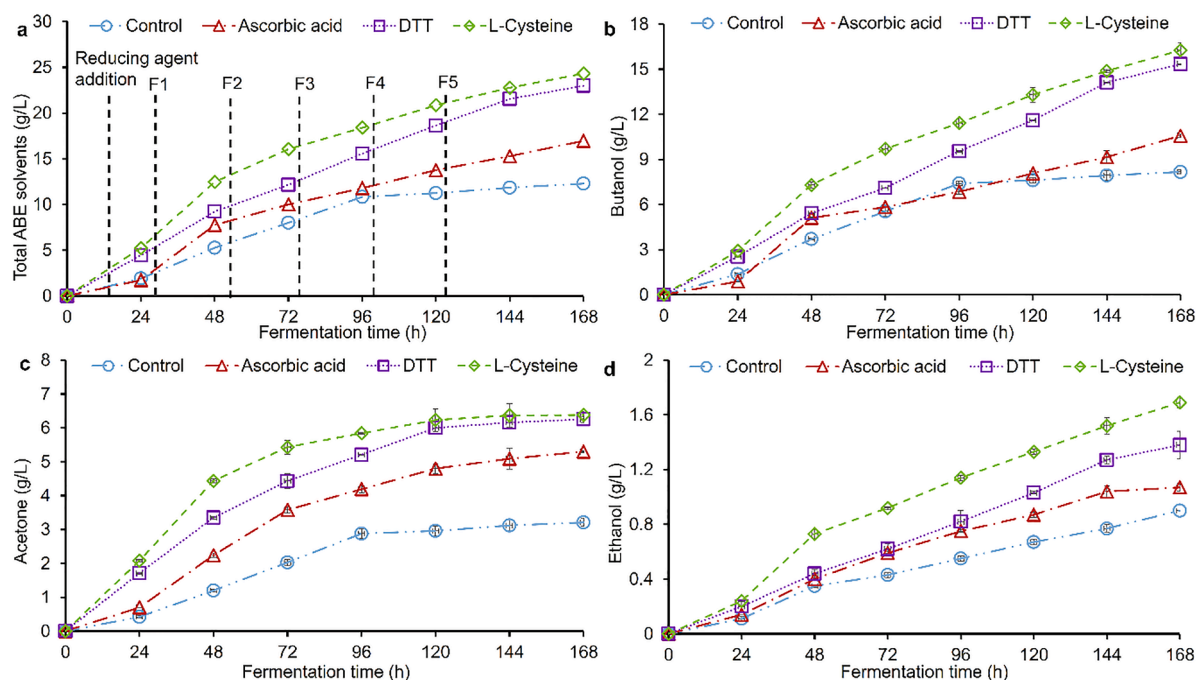 a
Control Ascorbic acid DTT L-Cysteine
Reducing agent
addition
F1 F2 F3 F4 F5
Total ABE solvents (g/L)
30
25
20
15
10
5
0
0 24 48 72 96 120 144 168
Fermentation time (h)
b
Control Ascorbic acid DTT L-Cysteine
Butanol (g/L)
18
15
12
9
6
3
0
0 24 48 72 96 120 144 168
Fermentation time (h)
c
Control Ascorbic acid DTT L-Cysteine
Acetone (g/L)
8
7
6
5
4
3
2
1
0
0 24 48 72 96 120 144 168
Fermentation time (h)
d
Control Ascorbic acid DTT L-Cysteine
Ethanol (g/L)
2
1.6
1.2
0.8
0.4
0
0 24 48 72 96 120 144 168
Fermentation time (h)